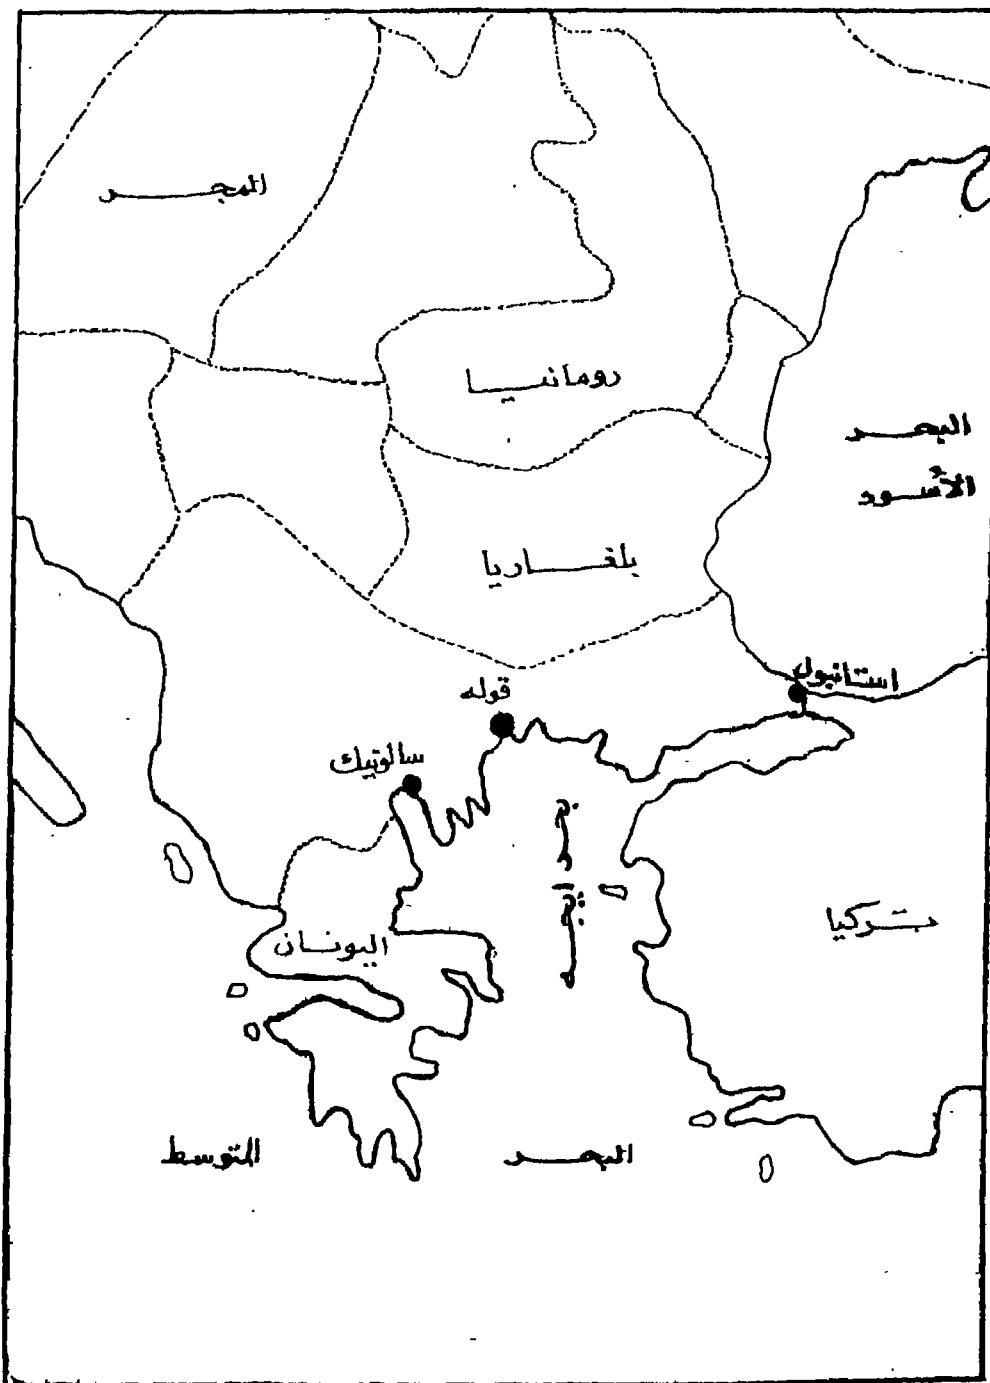 المجر
رومانيا
البحر
الأسود
بلغاريا
استانبول
قوله
سالونيك
بحر إيجه
تركيا
اليونان
البحر المتوسط